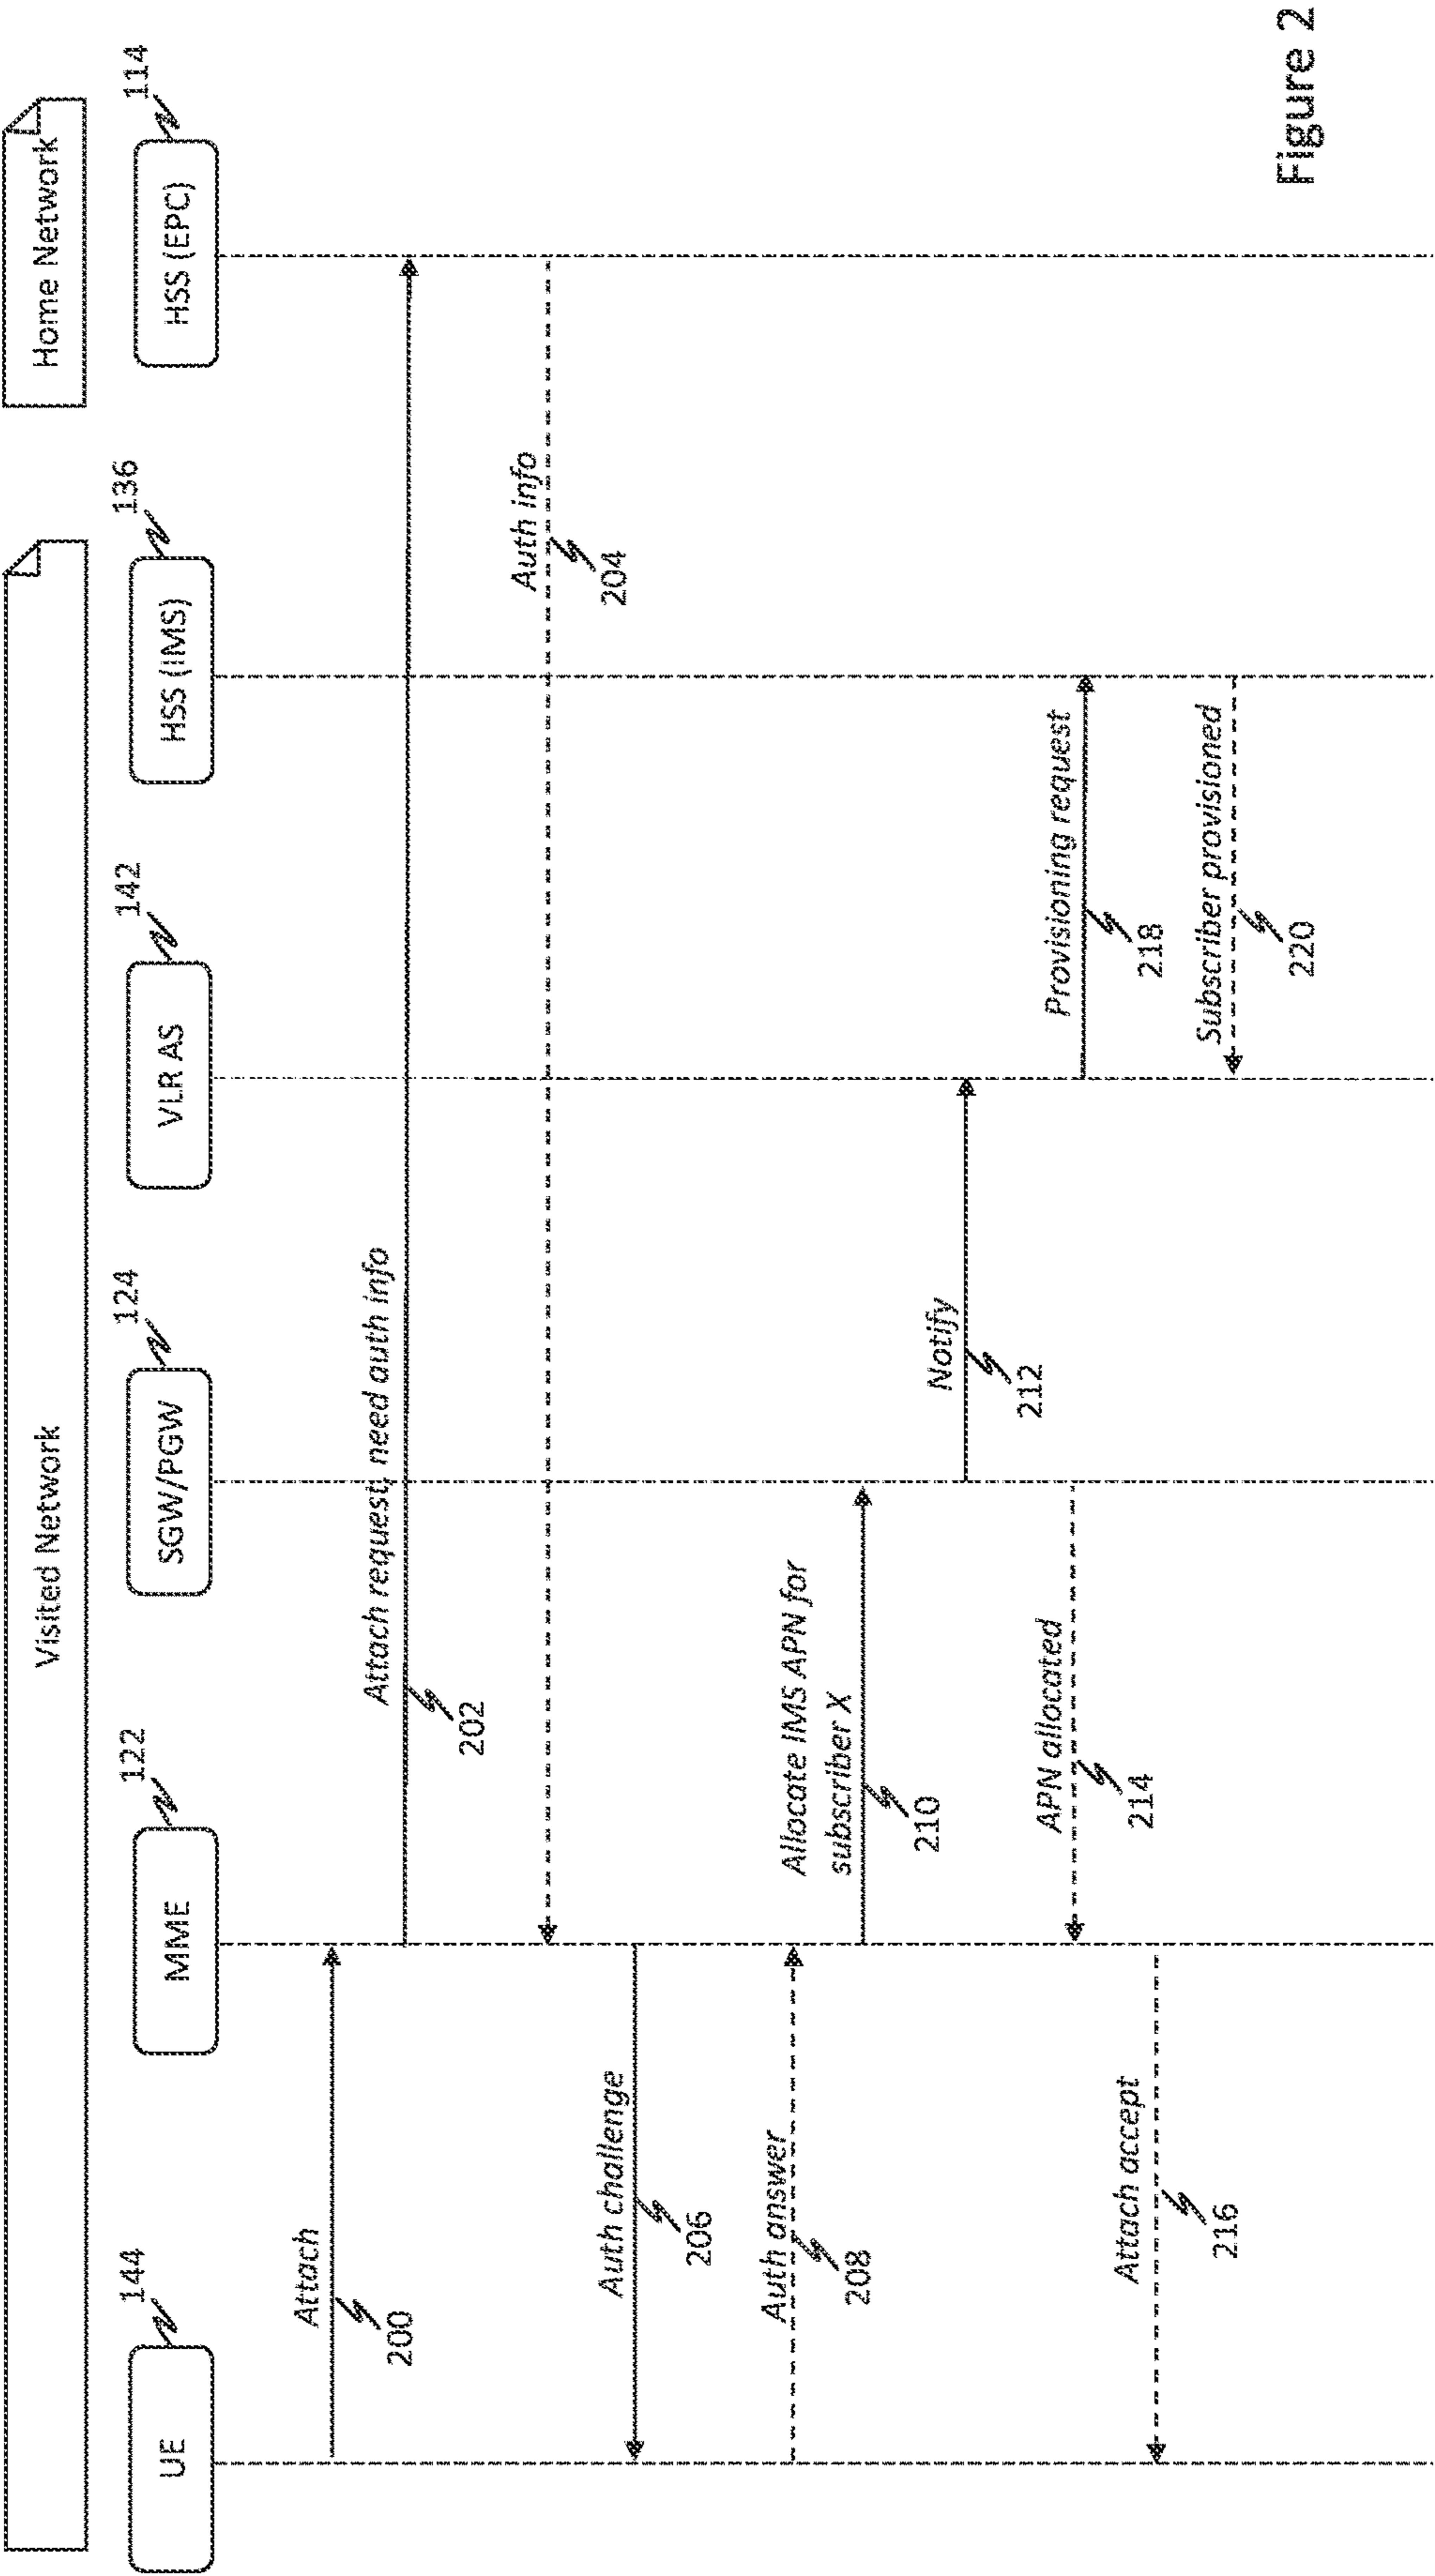 Visited Network
Home Network
144
122
124
142
136
114
UE
MME
SGW/PGW
VLR AS
HSS (IMS)
HSS (EPC)
Attach
200
Attach request, need auth info
202
Auth info
204
Auth challenge
206
Auth answer
208
Allocate IMS APN for
subscriber X
210
Notify
212
APN allocated
214
Provisioning request
218
Attach accept
216
Subscriber provisioned
220
Figure 2